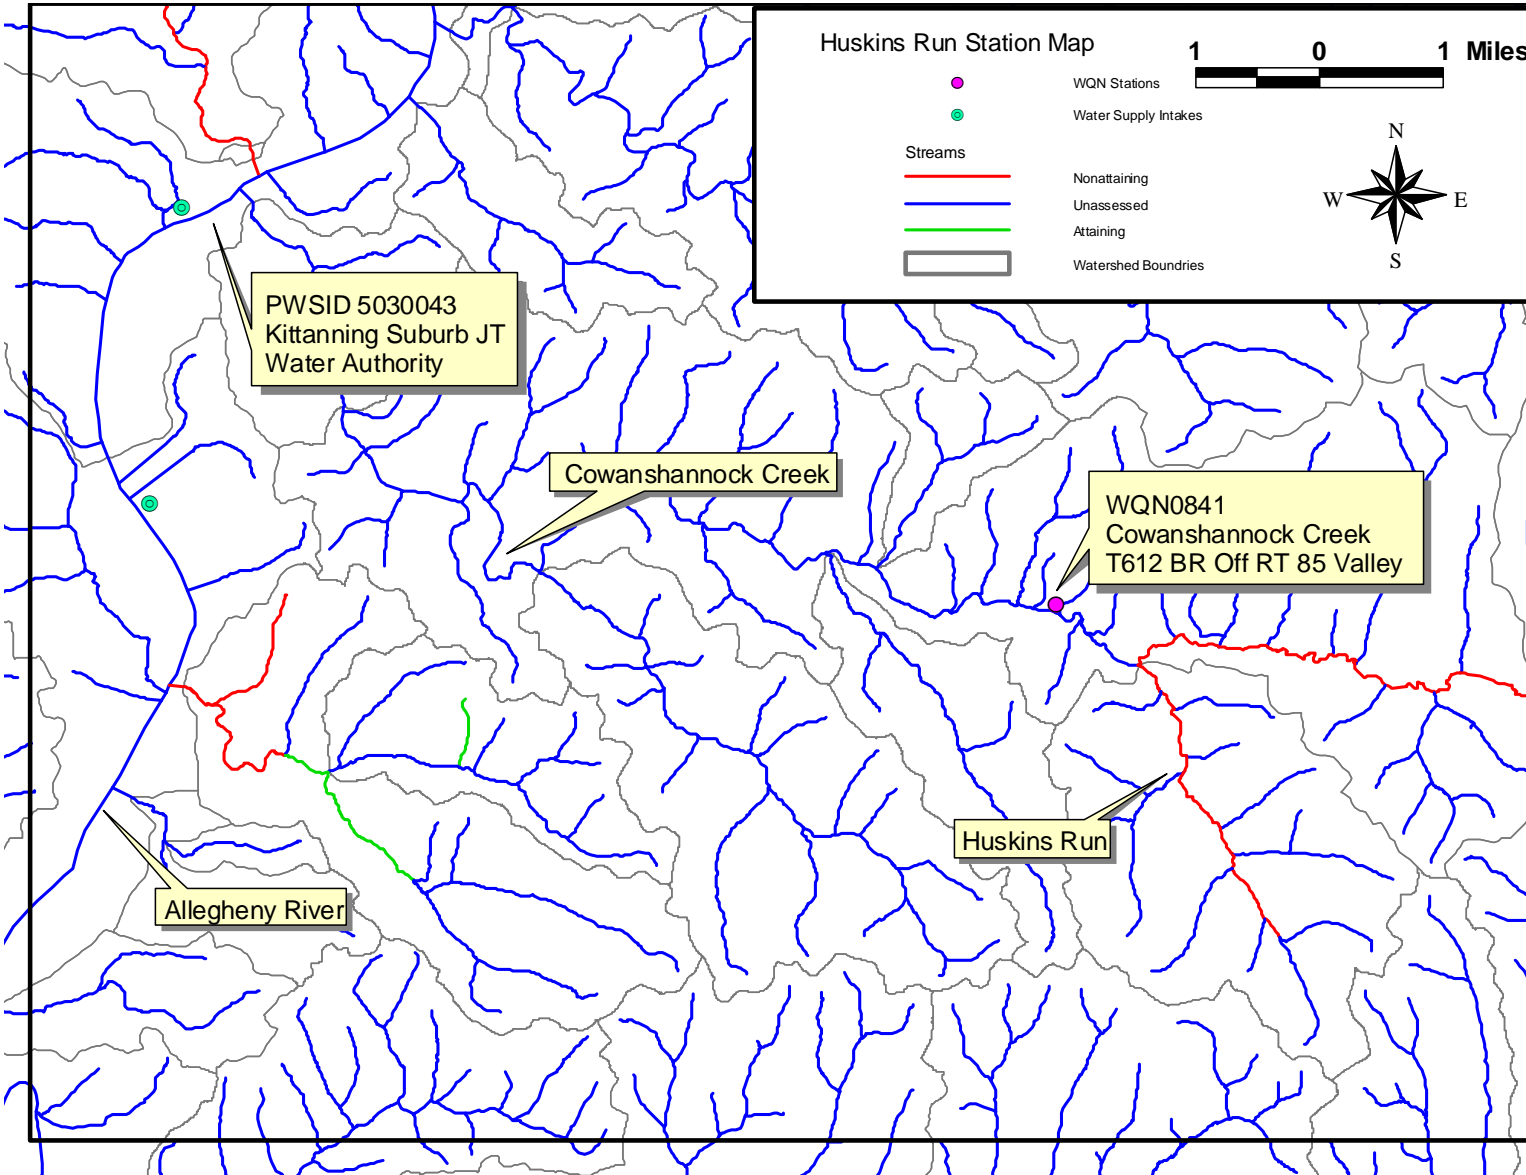 Huskins Run Station Map
1 0 1 Miles
WQN Stations
Water Supply Intakes
Streams
Nonattaining
Unassessed
Attaining
Watershed Boundries
N
W E
S
PWSID 5030043
Kittanning Suburb JT
Water Authority
Cowanshannock Creek
WQN0841
Cowanshannock Creek
T612 BR Off RT 85 Valley
Huskins Run
Allegheny River